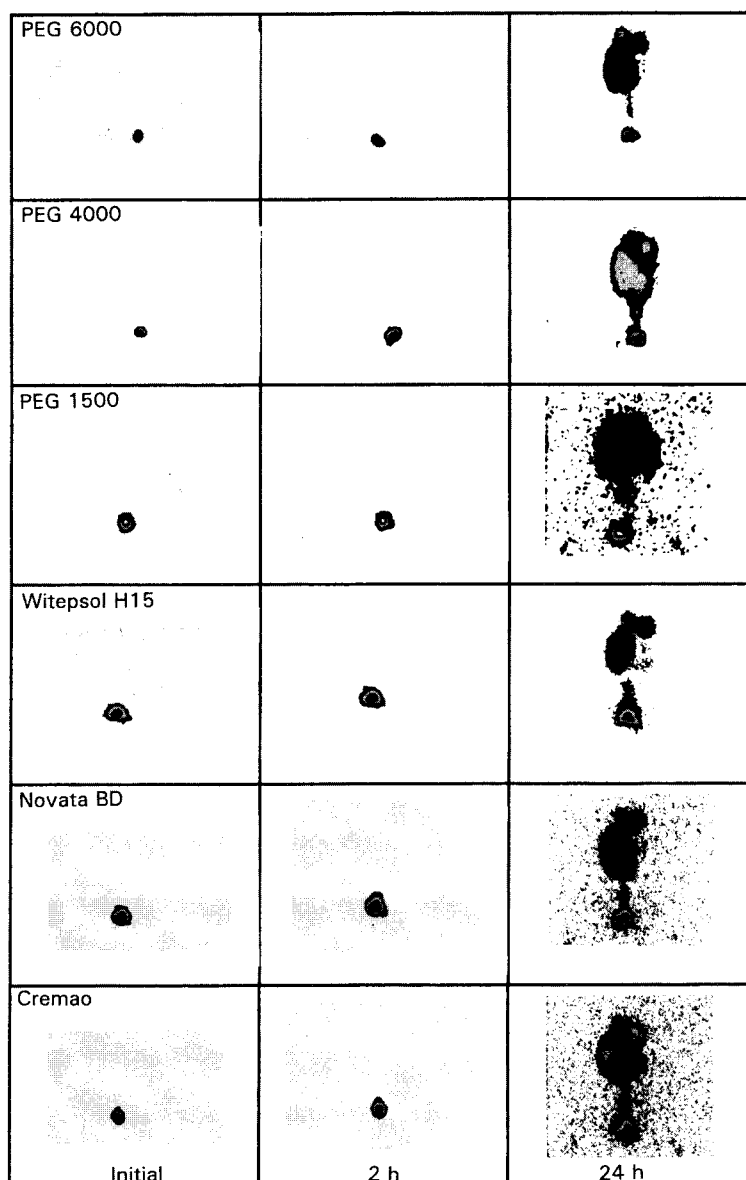 PEG 6000
PEG 4000
PEG 1500
Witepsol H15
Novata BD
Cremao
Initial 2 h 24 h